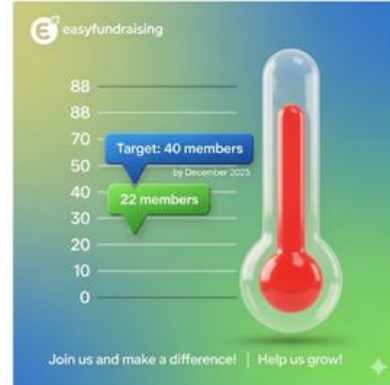 easyfundraising
88
88
70
Target: 40 members
50
by December 2025
40
22 members
30
20
10
0
Join us and make a difference! | Help us grow!